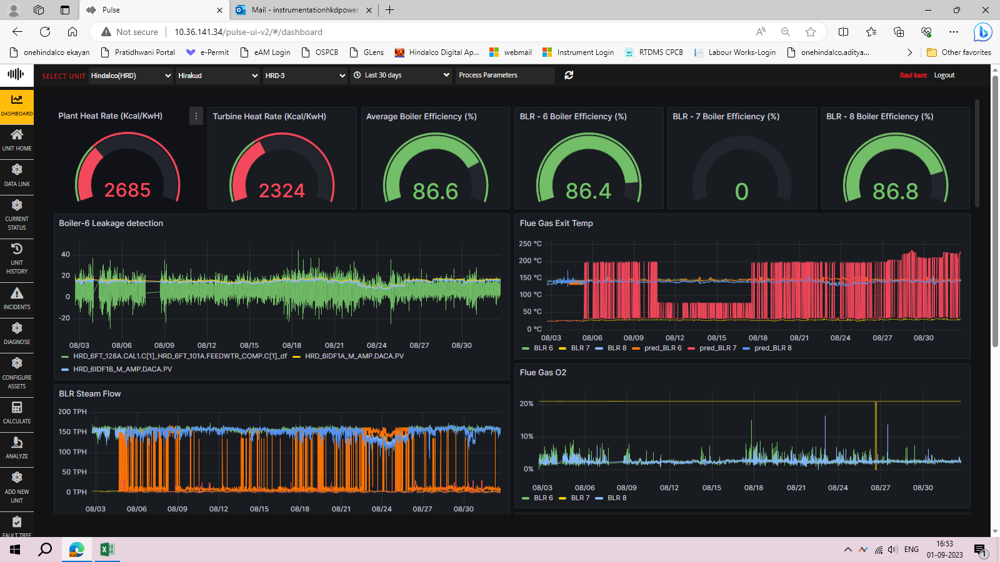 Pulse
Mail - instrumentationhkdpower
Not secure
10.36.141.34/pulse-ui-v2/#/dashboard
onehindalco ekayan
Pratidhwani Portal
e-Permit
eAM Login
OSPCB
GLens
Hindalco Digital Ap...
webmail
Instrument Login
RTDMS CPCB
Labour Works-Login
onehindalco.aditya...
Other favorites
SELECT UNIT
Hindalco(HRD)
Hirakud
HRD-3
Last 30 days
Process Parameters
Ravi kant
Logout
DASHBOARD
UNIT HOME
DATA LINK
CURRENT
STATUS
UNIT
HISTORY
INCIDENTS
DIAGNOSE
CONFIGURE
ASSETS
CALCULATE
ANALYZE
ADD NEW
UNIT
FAULT TREE
Plant Heat Rate (Kcal/KwH)
2685
Turbine Heat Rate (Kcal/KwH)
2324
Average Boiler Efficiency (%)
86.6
BLR - 6 Boiler Efficiency (%)
86.4
BLR - 7 Boiler Efficiency (%)
0
BLR - 8 Boiler Efficiency (%)
86.8
Boiler-6 Leakage detection
40
20
0
-20
08/03 08/06 08/09 08/12 08/15 08/18 08/21 08/24 08/27 08/30
HRD_6FT_128A.CAL1.C[1]_HRD_6FT_101A.FEEDWTR_COMP.C[1]_df HRD_6IDF1A_M_AMP.DACA.PV
HRD_6IDF1B_M_AMP.DACA.PV
Flue Gas Exit Temp
250 °C
200 °C
150 °C
100 °C
50 °C
0 °C
08/03 08/06 08/09 08/12 08/15 08/18 08/21 08/24 08/27 08/30
BLR 6 BLR 7 BLR 8 pred_BLR 6 pred_BLR 7 pred_BLR 8
BLR Steam Flow
200 TPH
150 TPH
100 TPH
50 TPH
0 TPH
08/03 08/06 08/09 08/12 08/15 08/18 08/21 08/24 08/27 08/30
Flue Gas O2
20%
10%
0%
08/03 08/06 08/09 08/12 08/15 08/18 08/21 08/24 08/27 08/30
BLR 6 BLR 7 BLR 8
ENG
16:53
01-09-2023
1